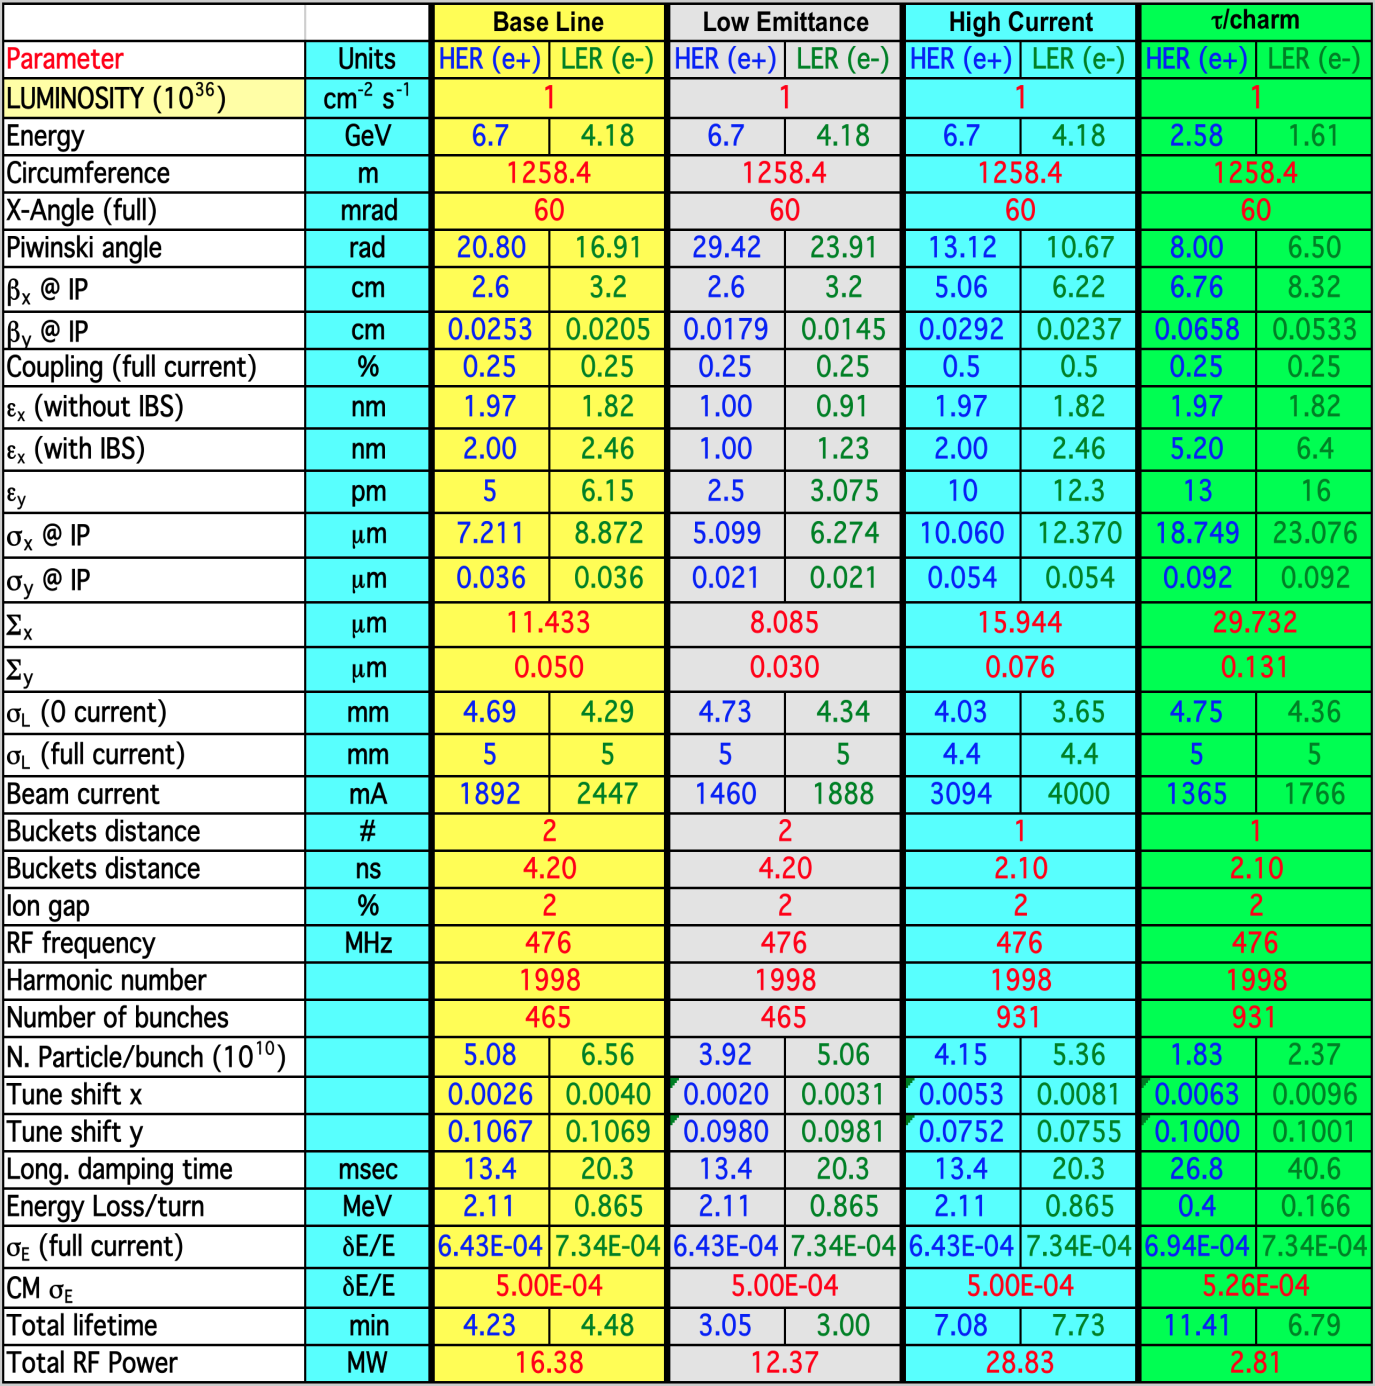 Base Line Low Emittance High Current τ/charm
Parameter Units HER (e+) LER (e-) HER (e+) LER (e-) HER (e+) LER (e-) HER (e+) LER (e-)
LUMINOSITY (10³⁶) cm⁻² s⁻¹ 1 1 1 1
Energy GeV 6.7 4.18 6.7 4.18 6.7 4.18 2.58 1.61
Circumference m 1258.4 1258.4 1258.4 1258.4
X-Angle (full) mrad 60 60 60 60
Piwinski angle rad 20.80 16.91 29.42 23.91 13.12 10.67 8.00 6.50
βx @ IP cm 2.6 3.2 2.6 3.2 5.06 6.22 6.76 8.32
βy @ IP cm 0.0253 0.0205 0.0179 0.0145 0.0292 0.0237 0.0658 0.0533
Coupling (full current) % 0.25 0.25 0.25 0.25 0.5 0.5 0.25 0.25
εx (without IBS) nm 1.97 1.82 1.00 0.91 1.97 1.82 1.97 1.82
εx (with IBS) nm 2.00 2.46 1.00 1.23 2.00 2.46 5.20 6.4
εy pm 5 6.15 2.5 3.075 10 12.3 13 16
σx @ IP μm 7.211 8.872 5.099 6.274 10.060 12.370 18.749 23.076
σy @ IP μm 0.036 0.036 0.021 0.021 0.054 0.054 0.092 0.092
Σx μm 11.433 8.085 15.944 29.732
Σy μm 0.050 0.030 0.076 0.131
σL (0 current) mm 4.69 4.29 4.73 4.34 4.03 3.65 4.75 4.36
σL (full current) mm 5 5 5 5 4.4 4.4 5 5
Beam current mA 1892 2447 1460 1888 3094 4000 1365 1766
Buckets distance # 2 2 1 1
Buckets distance ns 4.20 4.20 2.10 2.10
Ion gap % 2 2 2 2
RF frequency MHz 476 476 476 476
Harmonic number 1998 1998 1998 1998
Number of bunches 465 465 931 931
N. Particle/bunch (10¹⁰) 5.08 6.56 3.92 5.06 4.15 5.36 1.83 2.37
Tune shift x 0.0026 0.0040 0.0020 0.0031 0.0053 0.0081 0.0063 0.0096
Tune shift y 0.1067 0.1069 0.0980 0.0981 0.0752 0.0755 0.1000 0.1001
Long. damping time msec 13.4 20.3 13.4 20.3 13.4 20.3 26.8 40.6
Energy Loss/turn MeV 2.11 0.865 2.11 0.865 2.11 0.865 0.4 0.166
σE (full current) δE/E 6.43E-04 7.34E-04 6.43E-04 7.34E-04 6.43E-04 7.34E-04 6.94E-04 7.34E-04
CM σE δE/E 5.00E-04 5.00E-04 5.00E-04 5.26E-04
Total lifetime min 4.23 4.48 3.05 3.00 7.08 7.73 11.41 6.79
Total RF Power MW 16.38 12.37 28.83 2.81